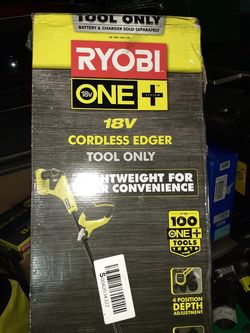 TOOL ONLY
BATTERY & CHARGER SOLD SEPARATELY
RYOBI
18V
ONE+
SYSTEM
18V
CORDLESS EDGER
TOOL ONLY
LIGHTWEIGHT FOR
CONVENIENCE
100
ONE+
TOOLS
4 POSITION
DEPTH
ADJUSTMENT